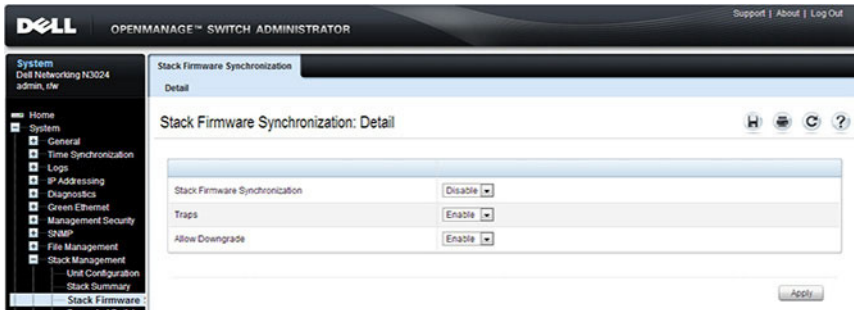 DELL OPENMANAGE™ SWITCH ADMINISTRATOR
Support | About | Log Out
System
Dell Networking N3024
admin, r/w
Home
System
General
Time Synchronization
Logs
IP Addressing
Diagnostics
Green Ethernet
Management Security
SNMP
File Management
Stack Management
Unit Configuration
Stack Summary
Stack Firmware
Stack Firmware Synchronization
Detail
Stack Firmware Synchronization: Detail
Stack Firmware Synchronization Disable
Traps Enable
Allow Downgrade Enable
Apply